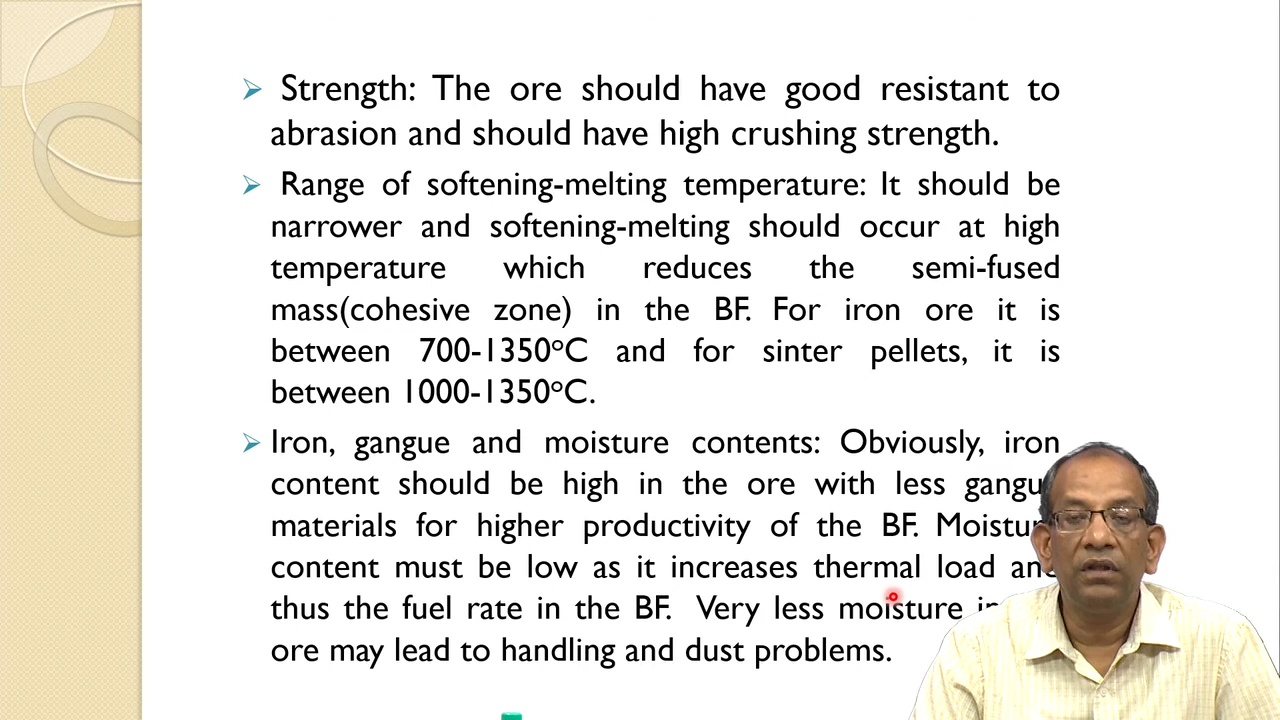 Strength: The ore should have good resistant to
abrasion and should have high crushing strength.
Range of softening-melting temperature: It should be
narrower and softening-melting should occur at high
temperature which reduces the semi-fused
mass(cohesive zone) in the BF. For iron ore it is
between 700-1350°C and for sinter pellets, it is
between 1000-1350°C.
Iron, gangue and moisture contents: Obviously, iron
content should be high in the ore with less gangu
materials for higher productivity of the BF. Moistur
content must be low as it increases thermal load an
thus the fuel rate in the BF. Very less moisture in
ore may lead to handling and dust problems.